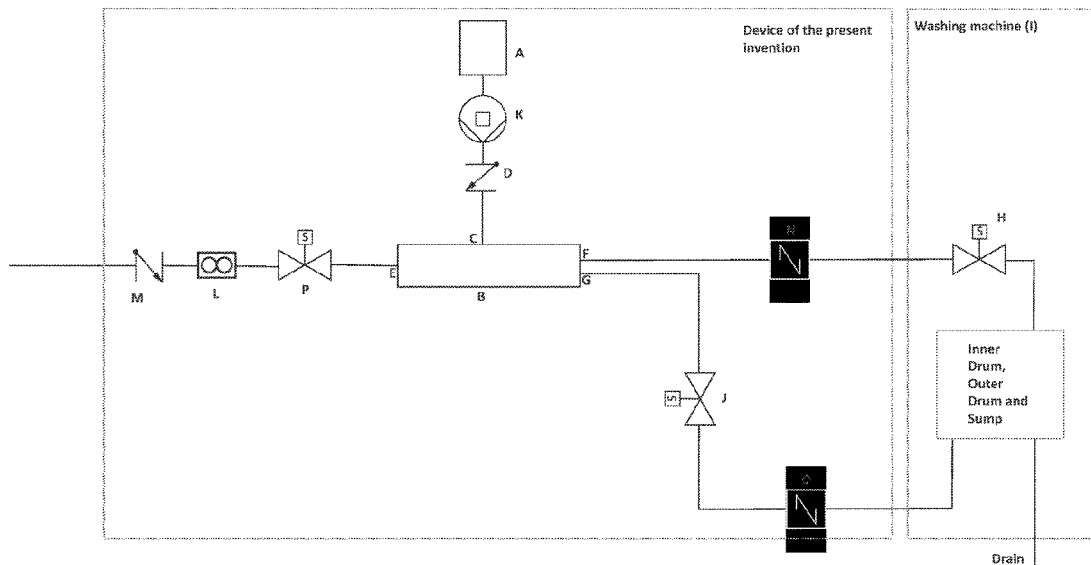 Device of the present
invention
Washing machine (I)
A
K
D
C
S
S
H
E
F
G
N
M
L
P
B
S
J
Inner
Drum,
Outer
Drum and
Sump
O
Drain